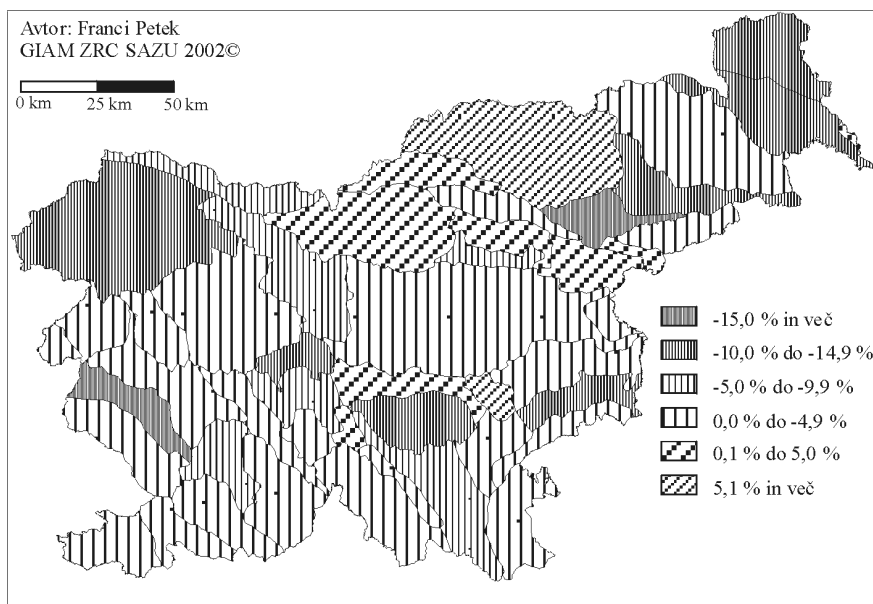 Avtor: Franci Petek
GIAM ZRC SAZU 2002©
0 km 25 km 50 km
-15,0 % in več
-10,0 % do -14,9 %
-5,0 % do -9,9 %
0,0 % do -4,9 %
0,1 % do 5,0 %
5,1 % in več